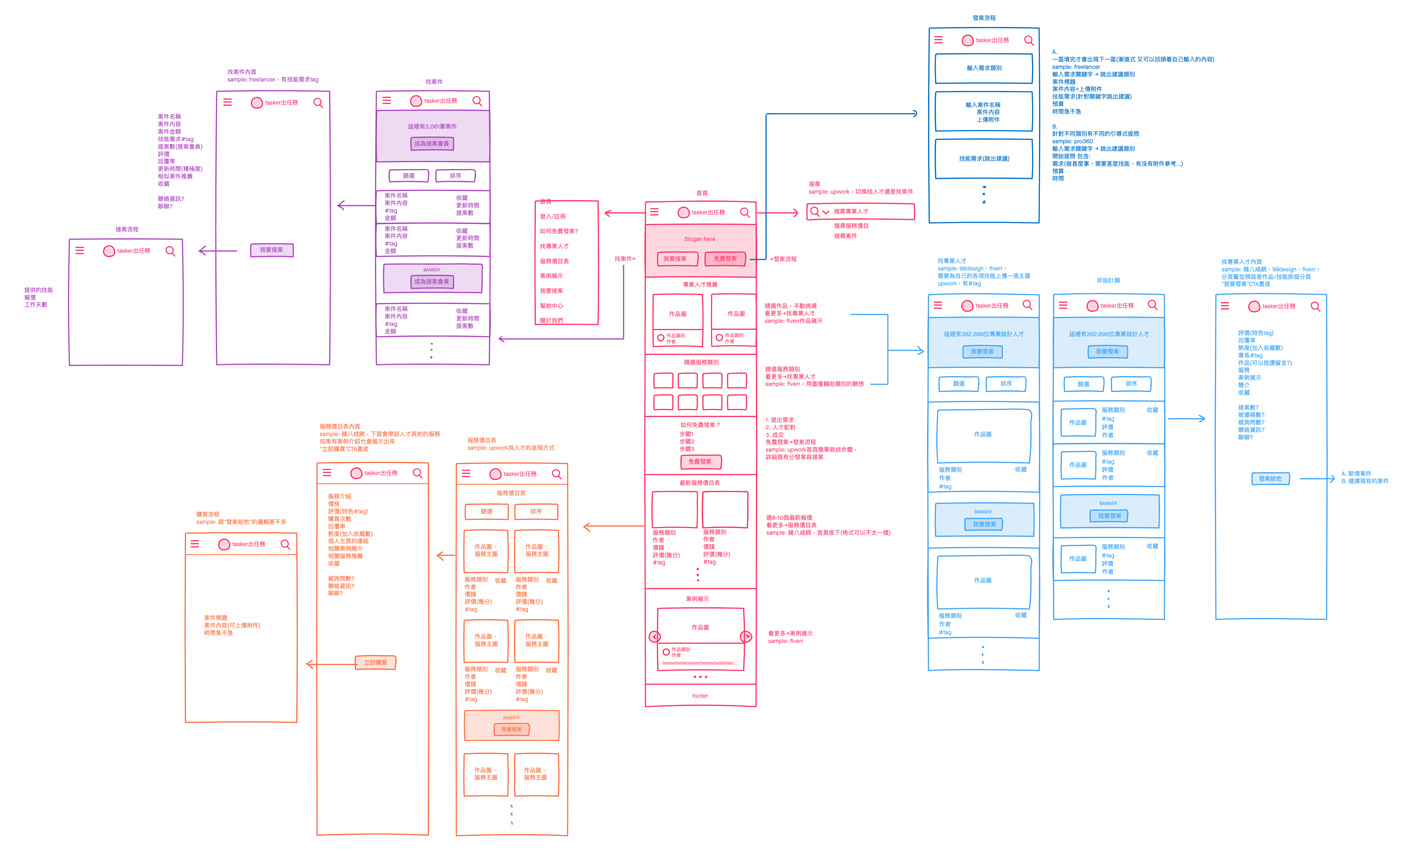 發案流程
tasker出任務
輸入需求類別
輸入案件名稱
案件內容
上傳附件
技能需求(跳出建議)
A.
一區填完才會出現下一區(漸進式 又可以回頭看自己輸入的內容)
sample: freelancer
輸入需求關鍵字 → 跳出建議類別
案件標題
案件內容+上傳附件
技能需求(針對關鍵字跳出建議)
預算
時間急不急
B.
針對不同類別有不同的引導式提問
sample: pro360
輸入需求關鍵字 → 跳出建議類別
開始提問 包含:
需求(做甚麼事、需要甚麼技能、有沒有附件參考...)
預算
時間
找案件內頁
sample: freelancer，有技能需求tag
tasker出任務
案件名稱
案件內容
案件金額
技能需求#tag
提案數(提案會員)
評價
回覆率
更新時間(積極度)
相似案件推薦
收藏
聯絡資訊?
聊聊?
我要提案
提案流程
tasker出任務
提供的技能
報價
工作天數
找案件
tasker出任務
這裡有3,061筆案件
成為提案會員
篩選
排序
案件名稱
案件內容
#tag
金額
收藏
更新時間
提案數
案件名稱
案件內容
#tag
金額
收藏
更新時間
提案數
BANNER
成為提案會員
案件名稱
案件內容
#tag
金額
收藏
更新時間
提案數
首頁
登入/註冊
如何免費發案?
找專業人才
服務價目表
案例展示
我要接案
幫助中心
關於我們
找案件←
首頁
tasker出任務
Slogan here
我要接案
免費發案
→發案流程
專業人才推薦
作品圖
作品類別
作者
作品圖
作品類別
作者
精選作品，手動挑選
看更多→找專業人才
sample: fiverr作品展示
精選服務類別
精選服務類別
看更多→找專業人才
sample: fiverr，用圖像輔助類別的聯想
如何免費發案？
步驟1
步驟2
步驟3
免費發案
1. 提出需求
2. 人才配對
3. 成交
免費發案→發案流程
sample: upwork首頁簡單敘述步驟，
詳細頁有分發案與接案
最新服務價目表
服務類別
作者
價錢
評價(幾分)
#tag
服務類別
作者
價錢
評價(幾分)
#tag
選8-10個最新報價
看更多→服務價目表
sample: 豬八戒網，首頁底下(格式可以不太一樣)
案例展示
作品圖
作品類別
作者
textextextextextextextextextextext...
看更多→案例展示
sample: fiverr
footer
搜尋
sample: upwork，切換找人才還是找案件
搜尋專業人才
搜尋服務價目
搜尋案件
找專業人才
sample: 99design、fiverr，
需要為自己的各項技能上傳一張主圖
upwork，有#tag
tasker出任務
這裡有362,699位專業設計人才
我要發案
篩選
排序
作品圖
服務類別
作者
#tag
收藏
BANNER
我要發案
作品圖
服務類別
作者
#tag
收藏
非設計類
tasker出任務
這裡有362,699位專業設計人才
我要發案
篩選
排序
作品圖
服務類別
#tag
評價
作者
收藏
作品圖
服務類別
#tag
評價
作者
收藏
BANNER
我要發案
作品圖
服務類別
#tag
評價
作者
收藏
找專業人才內頁
sample: 豬八戒網、99design、fiverr，
分頁籤並預設是作品/技能那個分頁
"我要發案"CTA置底
tasker出任務
評價(特色tag)
回覆率
熱度(加入收藏數)
專長#tag
作品(可以按讚留言?)
服務
案例展示
簡介
收藏
提案數?
被邀稿數?
被詢問數?
聯絡資訊?
聊聊?
發案給他
A. 新增案件
B. 選擇現有的案件
服務價目表內頁
sample: 豬八戒網，下面會帶該人才其他的服務
如果有案例介紹也會展示出來
"立即購買"CTA置底
tasker出任務
服務介紹
價格
評價(特色#tag)
購買次數
回覆率
熱度(加入收藏數)
個人主頁的連結
相關案例展示
相關服務推薦
收藏
被詢問數?
聯絡資訊?
聊聊?
立即購買
購買流程
sample: 跟"發案給他"的邏輯差不多
tasker出任務
案件標題
案件內容(可上傳附件)
時間急不急
服務價目表
sample: upwork找人才的呈現方式
tasker出任務
服務價目表
篩選
排序
作品圖、
服務主圖
作品圖、
服務主圖
服務類別
作者
價錢
評價(幾分)
#tag
收藏
服務類別
作者
價錢
評價(幾分)
#tag
收藏
作品圖、
服務主圖
作品圖、
服務主圖
服務類別
作者
價錢
評價(幾分)
#tag
收藏
服務類別
作者
價錢
評價(幾分)
#tag
收藏
BANNER
我要發案
作品圖、
服務主圖
作品圖、
服務主圖